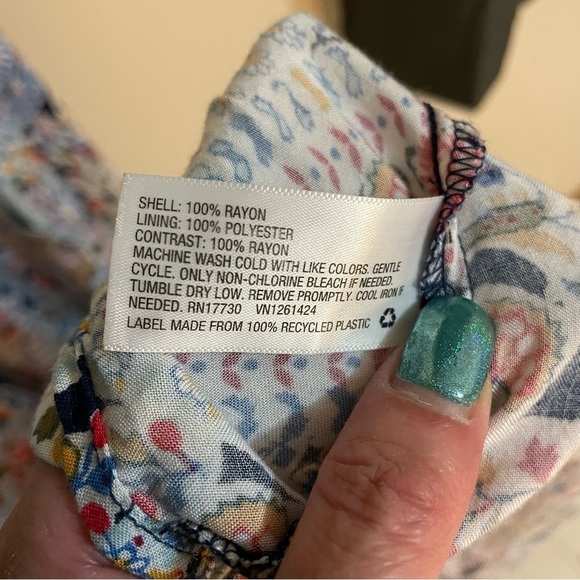 SHELL: 100% RAYON
LINING: 100% POLYESTER
CONTRAST: 100% RAYON
MACHINE WASH COLD WITH LIKE COLORS. GENTLE
CYCLE. ONLY NON-CHLORINE BLEACH IF NEEDED.
TUMBLE DRY LOW. REMOVE PROMPTLY. COOL IRON IF
NEEDED. RN17730 VN1261424
LABEL MADE FROM 100% RECYCLED PLASTIC